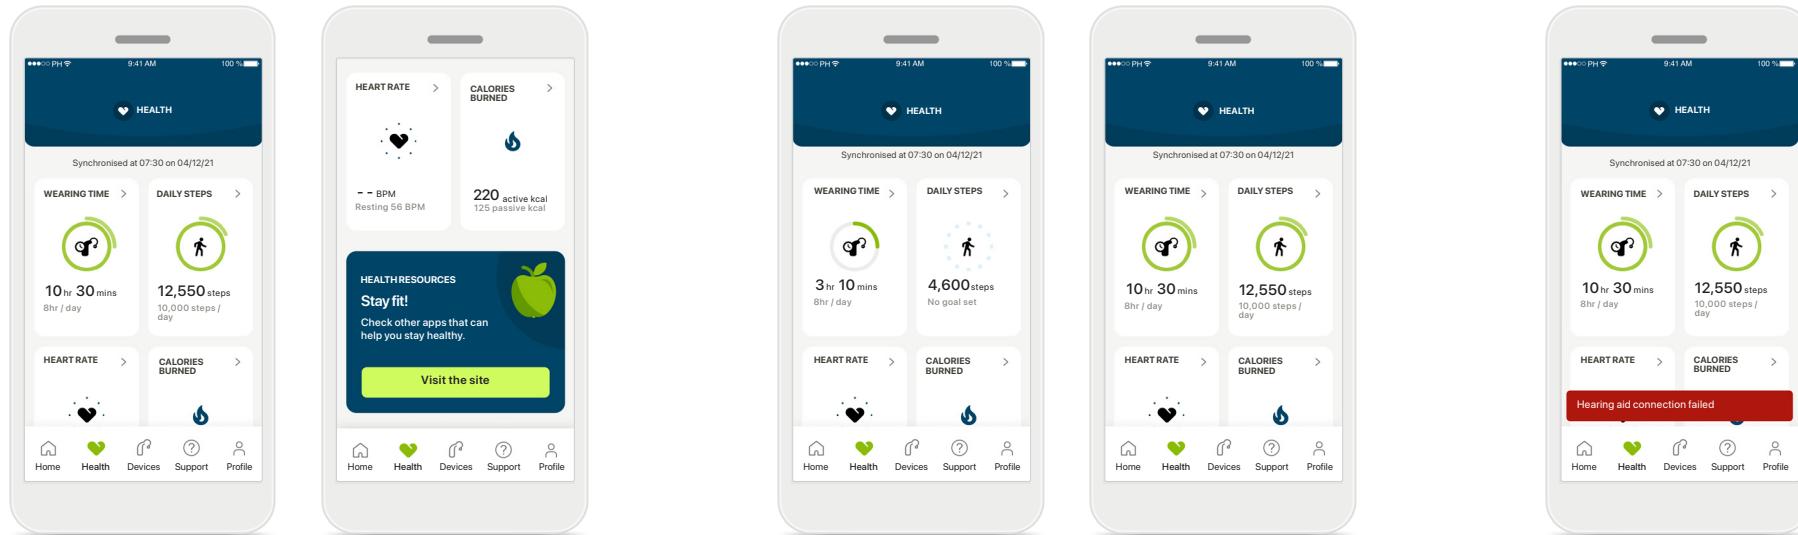 PH 9:41 AM 100 %
HEALTH
Synchronised at 07:30 on 04/12/21
WEARING TIME
10 hr 30 mins
8hr / day
DAILY STEPS
12,550 steps
10,000 steps /
day
HEART RATE
CALORIES
BURNED
Home Health Devices Support Profile
HEART RATE
-- BPM
Resting 56 BPM
CALORIES
BURNED
220 active kcal
125 passive kcal
HEALTH RESOURCES
Stay fit!
Check other apps that can
help you stay healthy.
Visit the site
Home Health Devices Support Profile
PH 9:41 AM 100 %
HEALTH
Synchronised at 07:30 on 04/12/21
WEARING TIME
3 hr 10 mins
8hr / day
DAILY STEPS
4,600 steps
No goal set
HEART RATE
CALORIES
BURNED
Home Health Devices Support Profile
PH 9:41 AM 100 %
HEALTH
Synchronised at 07:30 on 04/12/21
WEARING TIME
10 hr 30 mins
8hr / day
DAILY STEPS
12,550 steps
10,000 steps /
day
HEART RATE
CALORIES
BURNED
Home Health Devices Support Profile
PH 9:41 AM 100 %
HEALTH
Synchronised at 07:30 on 04/12/21
WEARING TIME
10 hr 30 mins
8hr / day
DAILY STEPS
12,550 steps
10,000 steps /
day
HEART RATE
CALORIES
BURNED
Hearing aid connection failed
Home Health Devices Support Profile